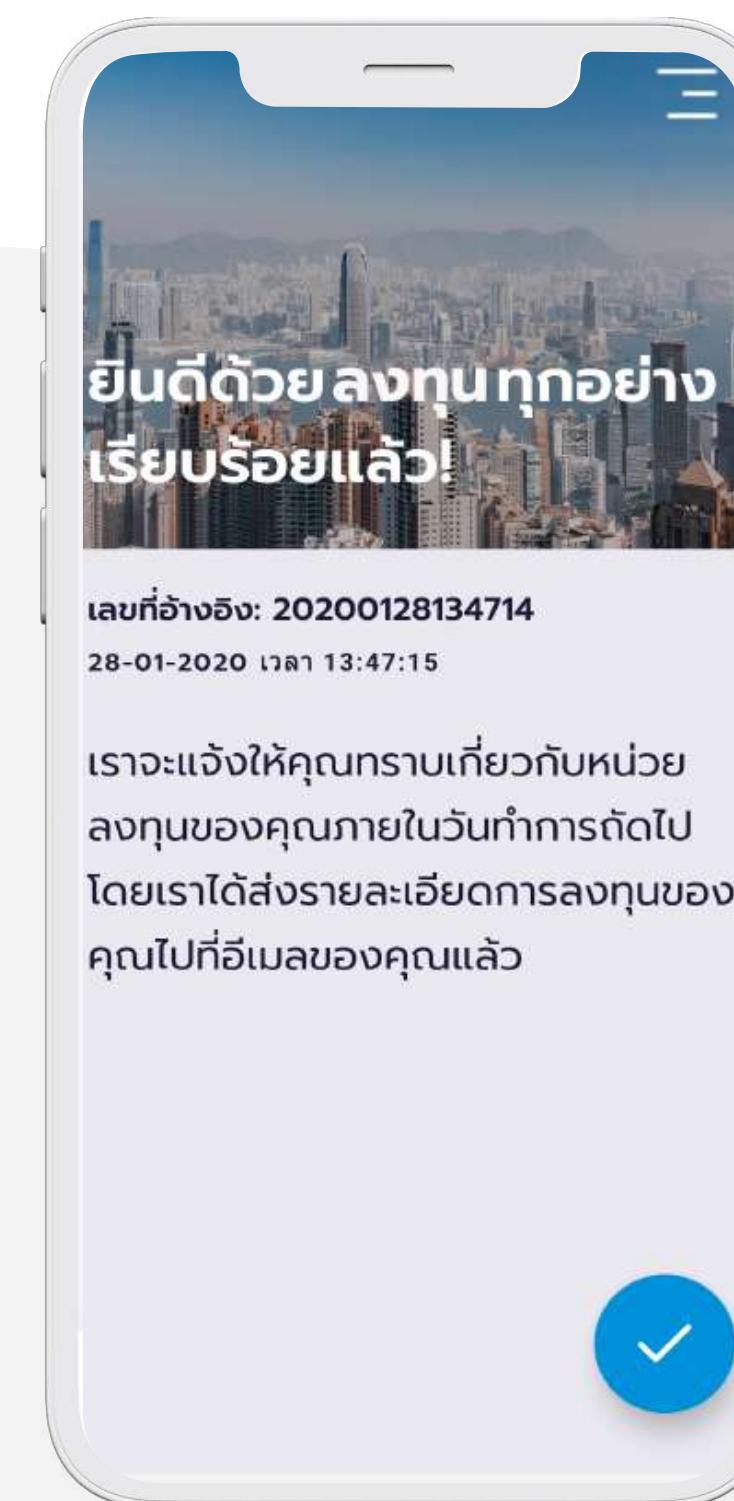 ยินดีด้วย ลงทุน ทุกอย่าง
เรียบร้อยแล้ว!
เลขที่อ้างอิง: 20200128134714
28-01-2020 เวลา 13:47:15
เราจะแจ้งให้คุณทราบเกี่ยวกับหน่วย
ลงทุนของคุณภายในวันทำการถัดไป
โดยเราได้ส่งรายละเอียดการลงทุนของ
คุณไปที่อีเมลของคุณแล้ว